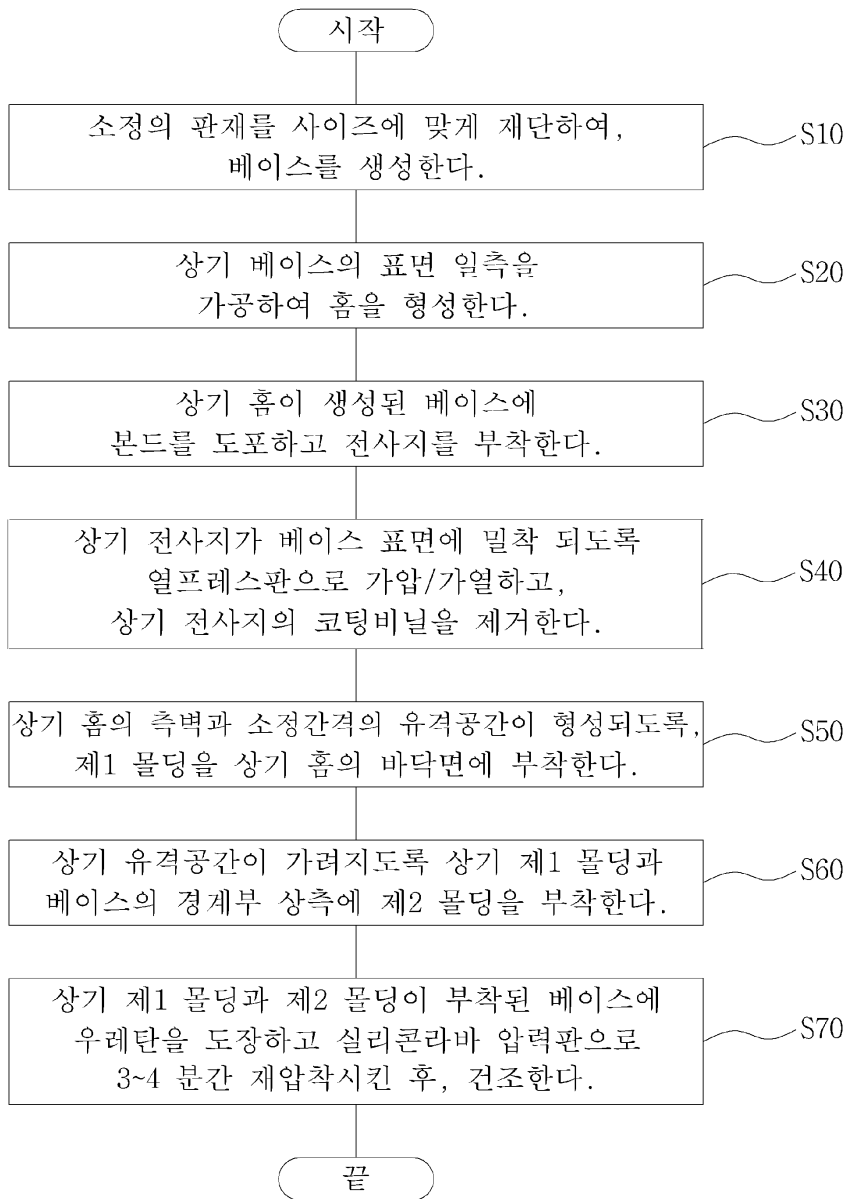 시작
소정의 판재를 사이즈에 맞게 재단하여,
베이스를 생성한다.
S10
상기 베이스의 표면 일측을
가공하여 홈을 형성한다.
S20
상기 홈이 생성된 베이스에
본드를 도포하고 전사지를 부착한다.
S30
상기 전사지가 베이스 표면에 밀착 되도록
열프레스판으로 가압/가열하고,
상기 전사지의 코팅비닐을 제거한다.
S40
상기 홈의 측벽과 소정간격의 유격공간이 형성되도록,
제1 몰딩을 상기 홈의 바닥면에 부착한다.
S50
상기 유격공간이 가려지도록 상기 제1 몰딩과
베이스의 경계부 상측에 제2 몰딩을 부착한다.
S60
상기 제1 몰딩과 제2 몰딩이 부착된 베이스에
우레탄을 도장하고 실리콘라바 압력판으로
3~4 분간 재압착시킨 후, 건조한다.
S70
끝